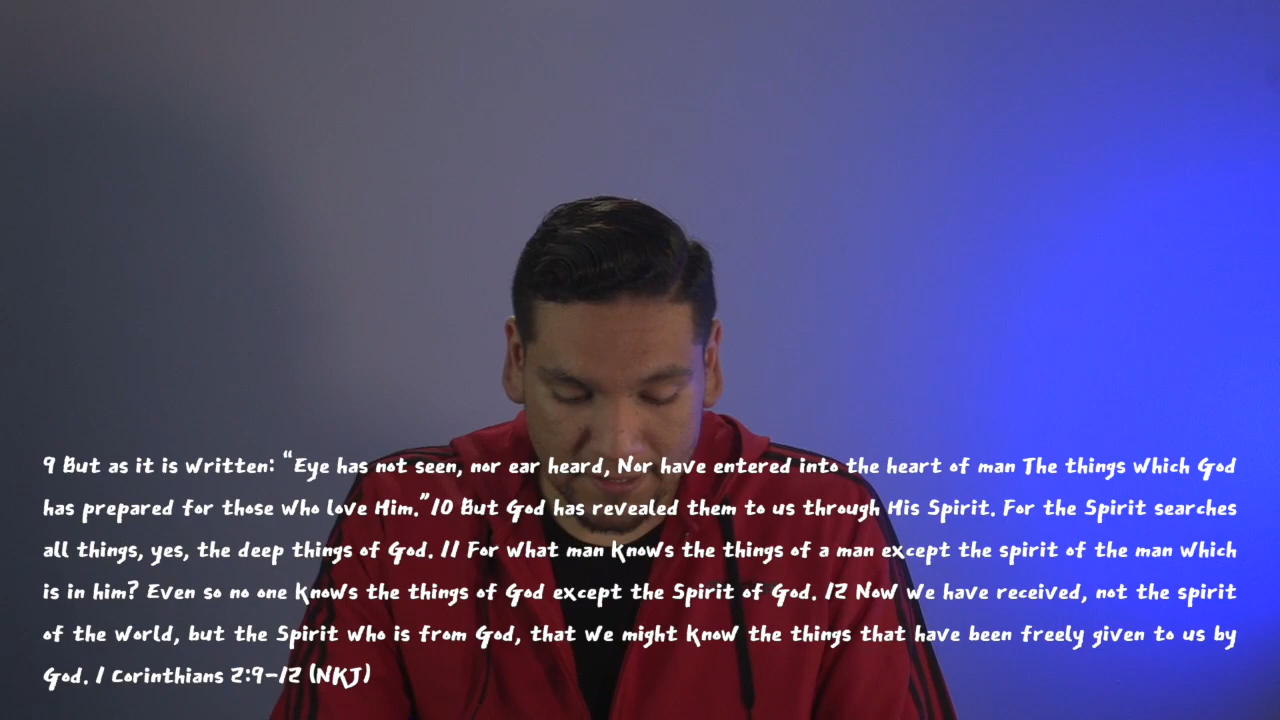 9 But as it is written: “Eye has not seen, nor ear heard, Nor have entered into the heart of man The things which God
has prepared for those who love Him.”10 But God has revealed them to us through His Spirit. For the Spirit searches
all things, yes, the deep things of God. 11 For what man knows the things of a man except the spirit of the man which
is in him? Even so no one knows the things of God except the Spirit of God. 12 Now we have received, not the spirit
of the world, but the Spirit who is from God, that we might know the things that have been freely given to us by
God. 1 Corinthians 2:9-12 (NKJ)